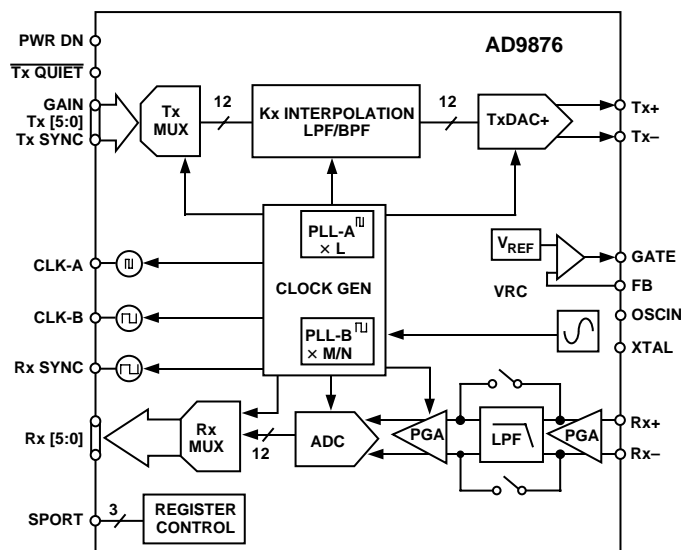 AD9876
PWR DN
Tx QUIET
GAIN
Tx [5:0]
Tx SYNC
Tx
MUX
12
Kx INTERPOLATION
LPF/BPF
12
TxDAC+
Tx+
Tx–
PLL-A
× L
CLOCK GEN
PLL-B
× M/N
CLK-A
CLK-B
Rx SYNC
VREF
VRC
GATE
FB
OSCIN
XTAL
Rx [5:0]
Rx
MUX
12
ADC
PGA
LPF
PGA
Rx+
Rx–
SPORT
3
REGISTER
CONTROL